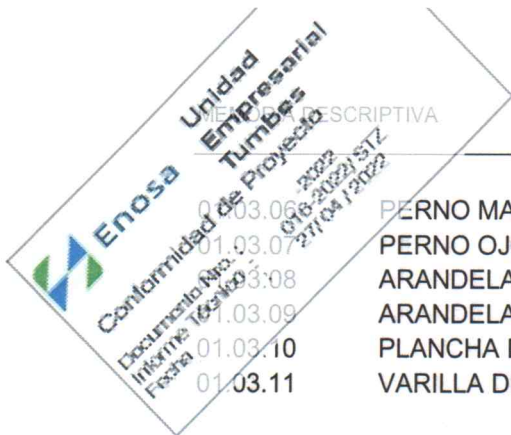 MEMORIA DESCRIPTIVA
Enosa
Unidad
Empresarial
Tumbes
Conformidad de Proyecto
Documento Nro. : -2022
Informe Técnico : 016-2022/STZ
Fecha : 27/04/2022
01.03.06 PERNO MA
01.03.07 PERNO OJ
01.03.08 ARANDELA
01.03.09 ARANDELA
01.03.10 PLANCHA
01.03.11 VARILLA D